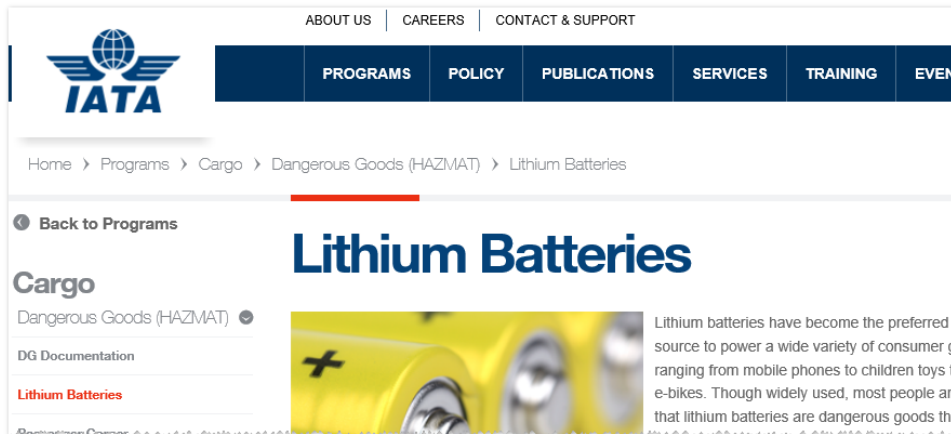 ABOUT US CAREERS CONTACT & SUPPORT
IATA
PROGRAMS POLICY PUBLICATIONS SERVICES TRAINING
Home > Programs > Cargo > Dangerous Goods (HAZMAT) > Lithium Batteries
Back to Programs
Lithium Batteries
Cargo
Dangerous Goods (HAZMAT)
DG Documentation
Lithium Batteries
Lithium batteries have become the preferred
source to power a wide variety of consumer
ranging from mobile phones to children toys
e-bikes. Though widely used, most people
that lithium batteries are dangerous goods